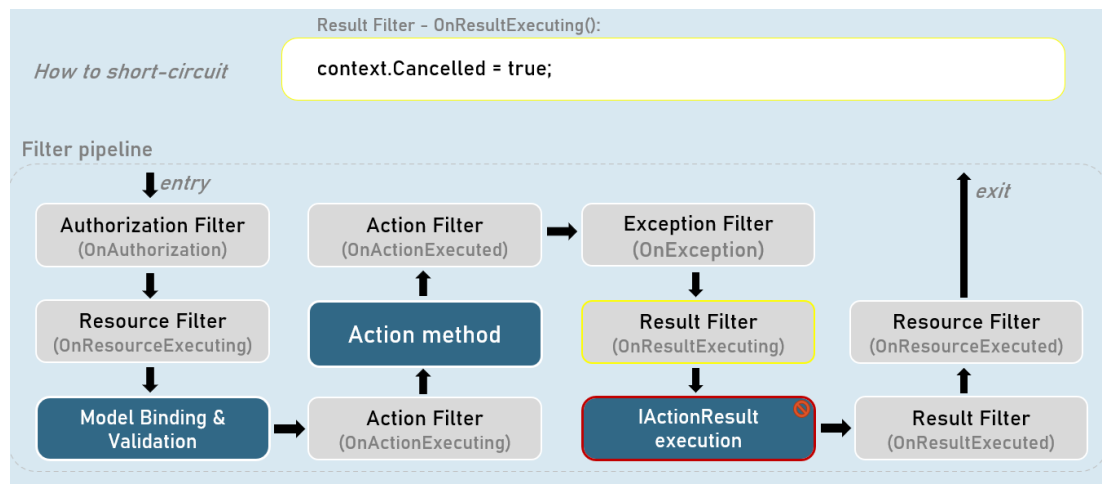 Result Filter - OnResultExecuting():
How to short-circuit
context.Cancelled = true;
Filter pipeline
entry
Authorization Filter
(OnAuthorization)
Resource Filter
(OnResourceExecuting)
Model Binding &
Validation
Action Filter
(OnActionExecuting)
Action method
Action Filter
(OnActionExecuted)
Exception Filter
(OnException)
Result Filter
(OnResultExecuting)
IActionResult
execution
Result Filter
(OnResultExecuted)
Resource Filter
(OnResourceExecuted)
exit